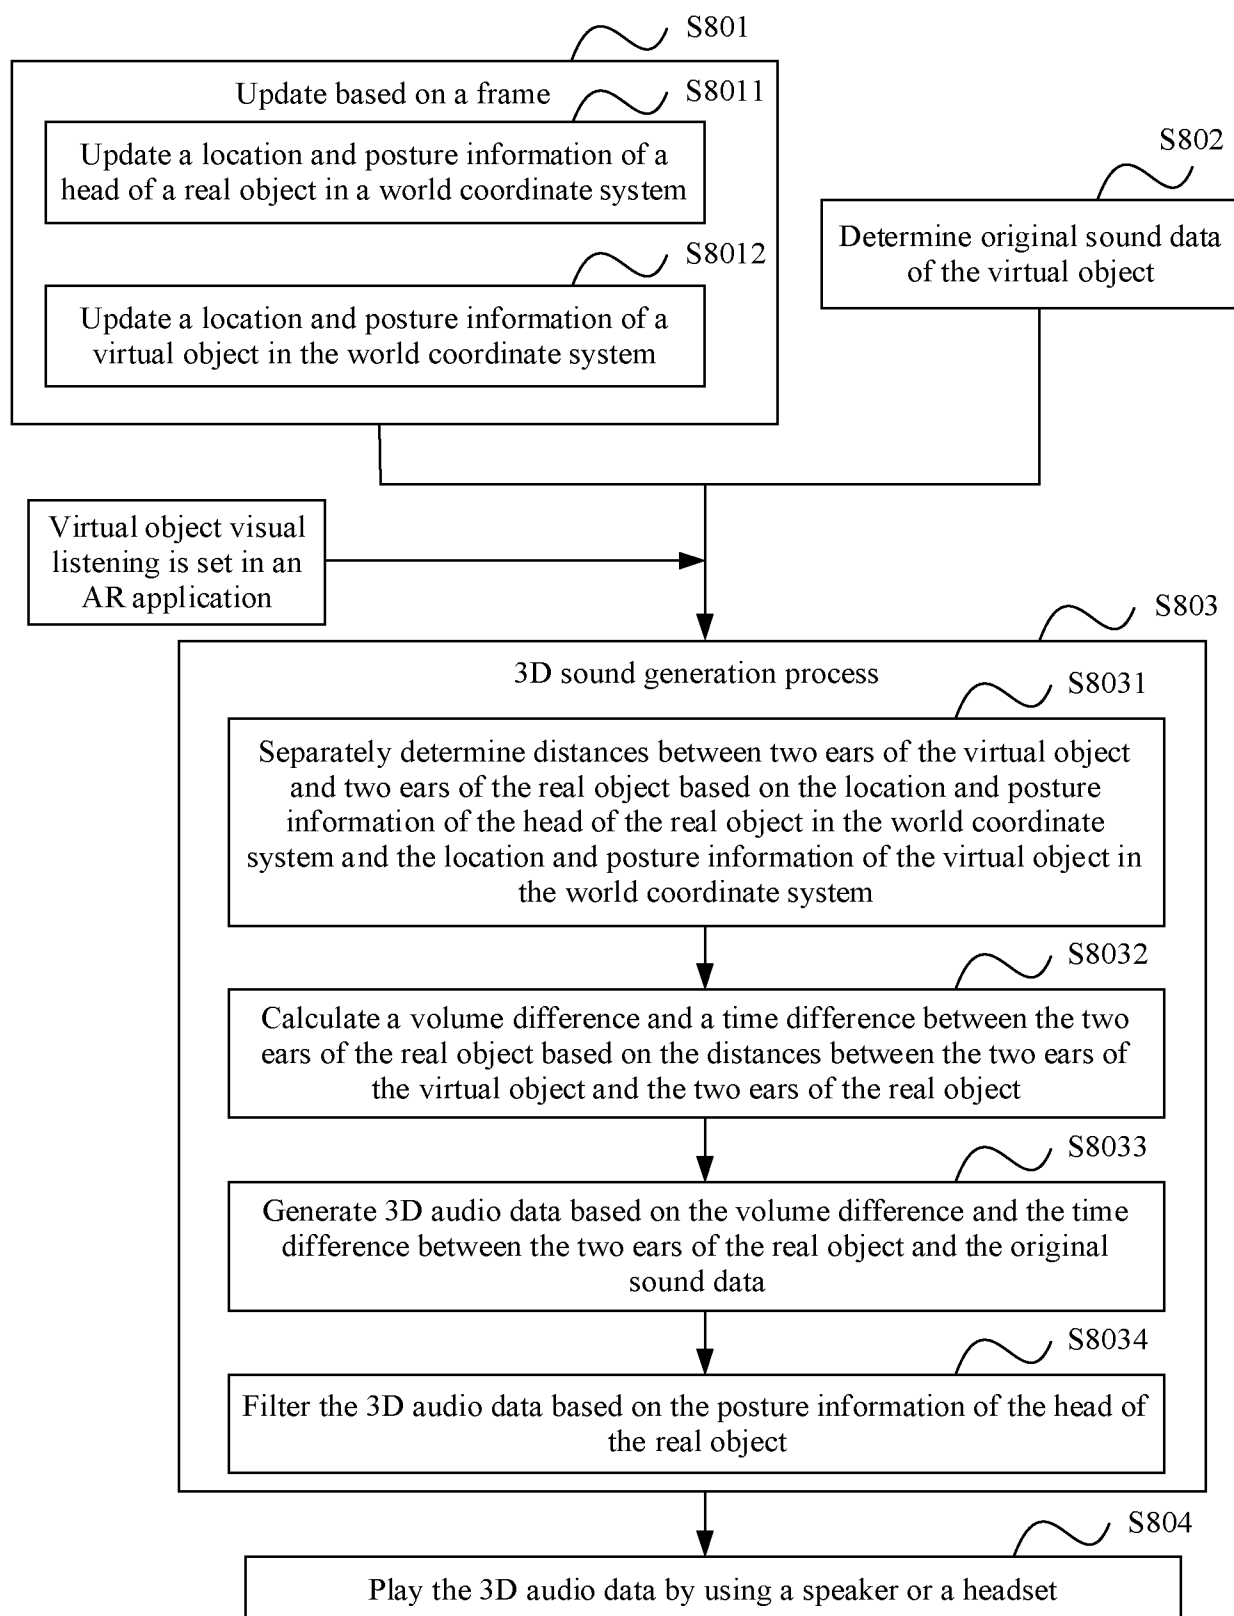 S801
Update based on a frame
S8011
Update a location and posture information of a
head of a real object in a world coordinate system
S8012
Update a location and posture information of a
virtual object in the world coordinate system
S802
Determine original sound data
of the virtual object
Virtual object visual
listening is set in an
AR application
S803
3D sound generation process
S8031
Separately determine distances between two ears of the virtual object
and two ears of the real object based on the location and posture
information of the head of the real object in the world coordinate
system and the location and posture information of the virtual object in
the world coordinate system
S8032
Calculate a volume difference and a time difference between the two
ears of the real object based on the distances between the two ears of
the virtual object and the two ears of the real object
S8033
Generate 3D audio data based on the volume difference and the time
difference between the two ears of the real object and the original
sound data
S8034
Filter the 3D audio data based on the posture information of the head of
the real object
S804
Play the 3D audio data by using a speaker or a headset